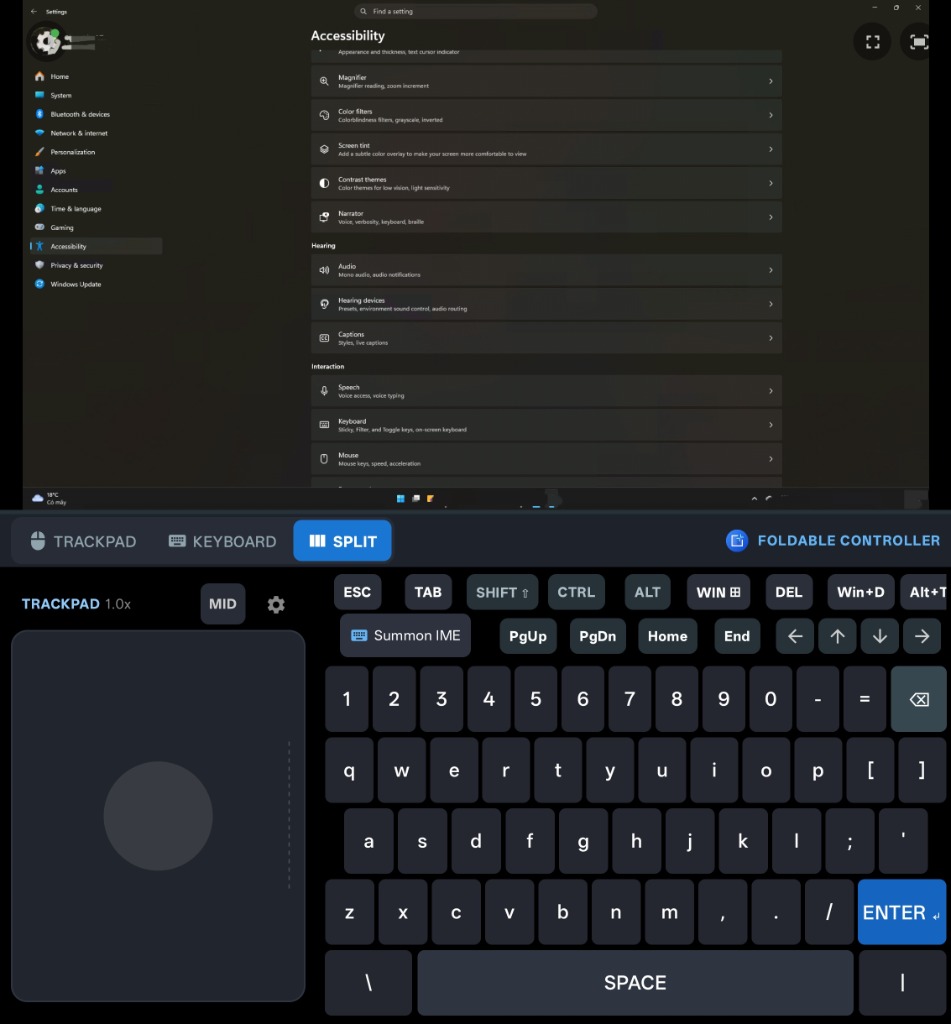 Settings
Find a setting
Accessibility
Appearance and thickness, text cursor indicator
Home
System
Bluetooth & devices
Network & internet
Personalization
Apps
Accounts
Time & language
Gaming
Accessibility
Privacy & security
Windows Update
Magnifier
Magnifier reading, zoom increment
Color filters
Colorblindness filters, grayscale, inverted
Screen tint
Add a subtle color overlay to make your screen more comfortable to view
Contrast themes
Color themes for low vision, light sensitivity
Narrator
Voice, verbosity, keyboard, braille
Hearing
Audio
Mono audio, audio notifications
Hearing devices
Presets, environment sound control, audio routing
Captions
Styles, live captions
Interaction
Speech
Voice access, voice typing
Keyboard
Sticky, Filter, and Toggle keys, on-screen keyboard
Mouse
Mouse keys, speed, acceleration
18°C
Có mây
TRACKPAD KEYBOARD SPLIT FOLDABLE CONTROLLER
TRACKPAD 1.0x MID
ESC TAB SHIFT ⇧ CTRL ALT WIN ⊞ DEL Win+D Alt+T
Summon IME PgUp PgDn Home End ← ↑ ↓ →
1 2 3 4 5 6 7 8 9 0 - = ⌫
q w e r t y u i o p [ ]
a s d f g h j k l ; '
z x c v b n m , . / ENTER ↵
\ SPACE |